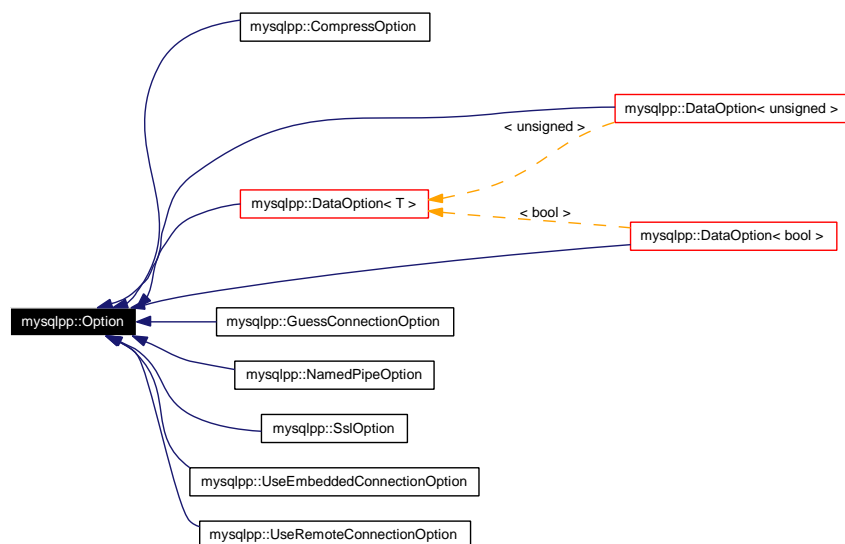 mysqlpp::CompressOption
mysqlpp::DataOption< unsigned >
< unsigned >
mysqlpp::DataOption< T >
< bool >
mysqlpp::DataOption< bool >
mysqlpp::Option
mysqlpp::GuessConnectionOption
mysqlpp::NamedPipeOption
mysqlpp::SslOption
mysqlpp::UseEmbeddedConnectionOption
mysqlpp::UseRemoteConnectionOption